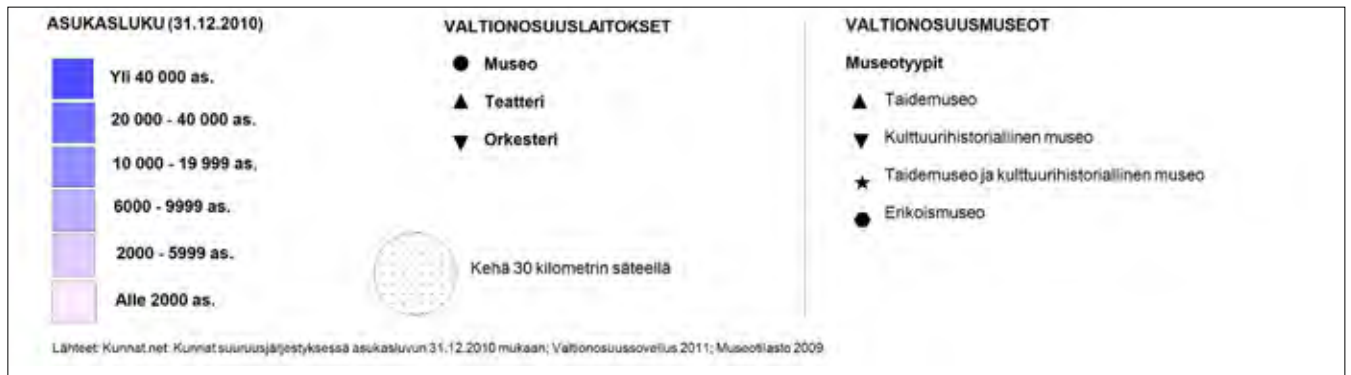 ASUKASLUKU (31.12.2010)
Yli 40 000 as.
20 000 - 40 000 as.
10 000 - 19 999 as.
6000 - 9999 as.
2000 - 5999 as.
Alle 2000 as.
VALTIONOSUUSLAITOKSET
Museo
Teatteri
Orkesteri
Kehä 30 kilometrin säteellä
VALTIONOSUUSMUSEOT
Museotyypit
Taidemuseo
Kulttuurihistoriallinen museo
Taidemuseo ja kulttuurihistoriallinen museo
Erikoismuseo
Lähteet: Kunnat.net: Kunnat suuruusjärjestyksessä asukasluvun 31.12.2010 mukaan; Valtionosuussovellus 2011; Museotilasto 2009